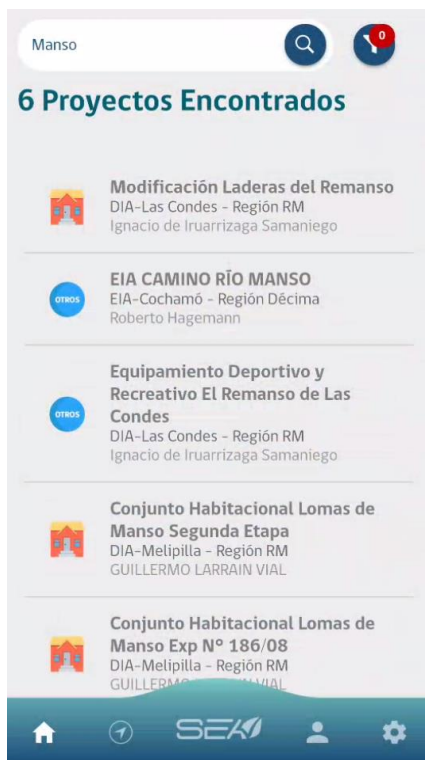 Manso
0
6 Proyectos Encontrados
Modificación Laderas del Remanso
DIA-Las Condes - Región RM
Ignacio de Iruarrizaga Samaniego
OTROS
EIA CAMINO RÍO MANSO
EIA-Cochamó - Región Décima
Roberto Hagemann
OTROS
Equipamiento Deportivo y
Recreativo El Remanso de Las
Condes
DIA-Las Condes - Región RM
Ignacio de Iruarrizaga Samaniego
Conjunto Habitacional Lomas de
Manso Segunda Etapa
DIA-Melipilla - Región RM
GUILLERMO LARRAIN VIAL
Conjunto Habitacional Lomas de
Manso Exp N° 186/08
DIA-Melipilla - Región RM
VIAL
SEA